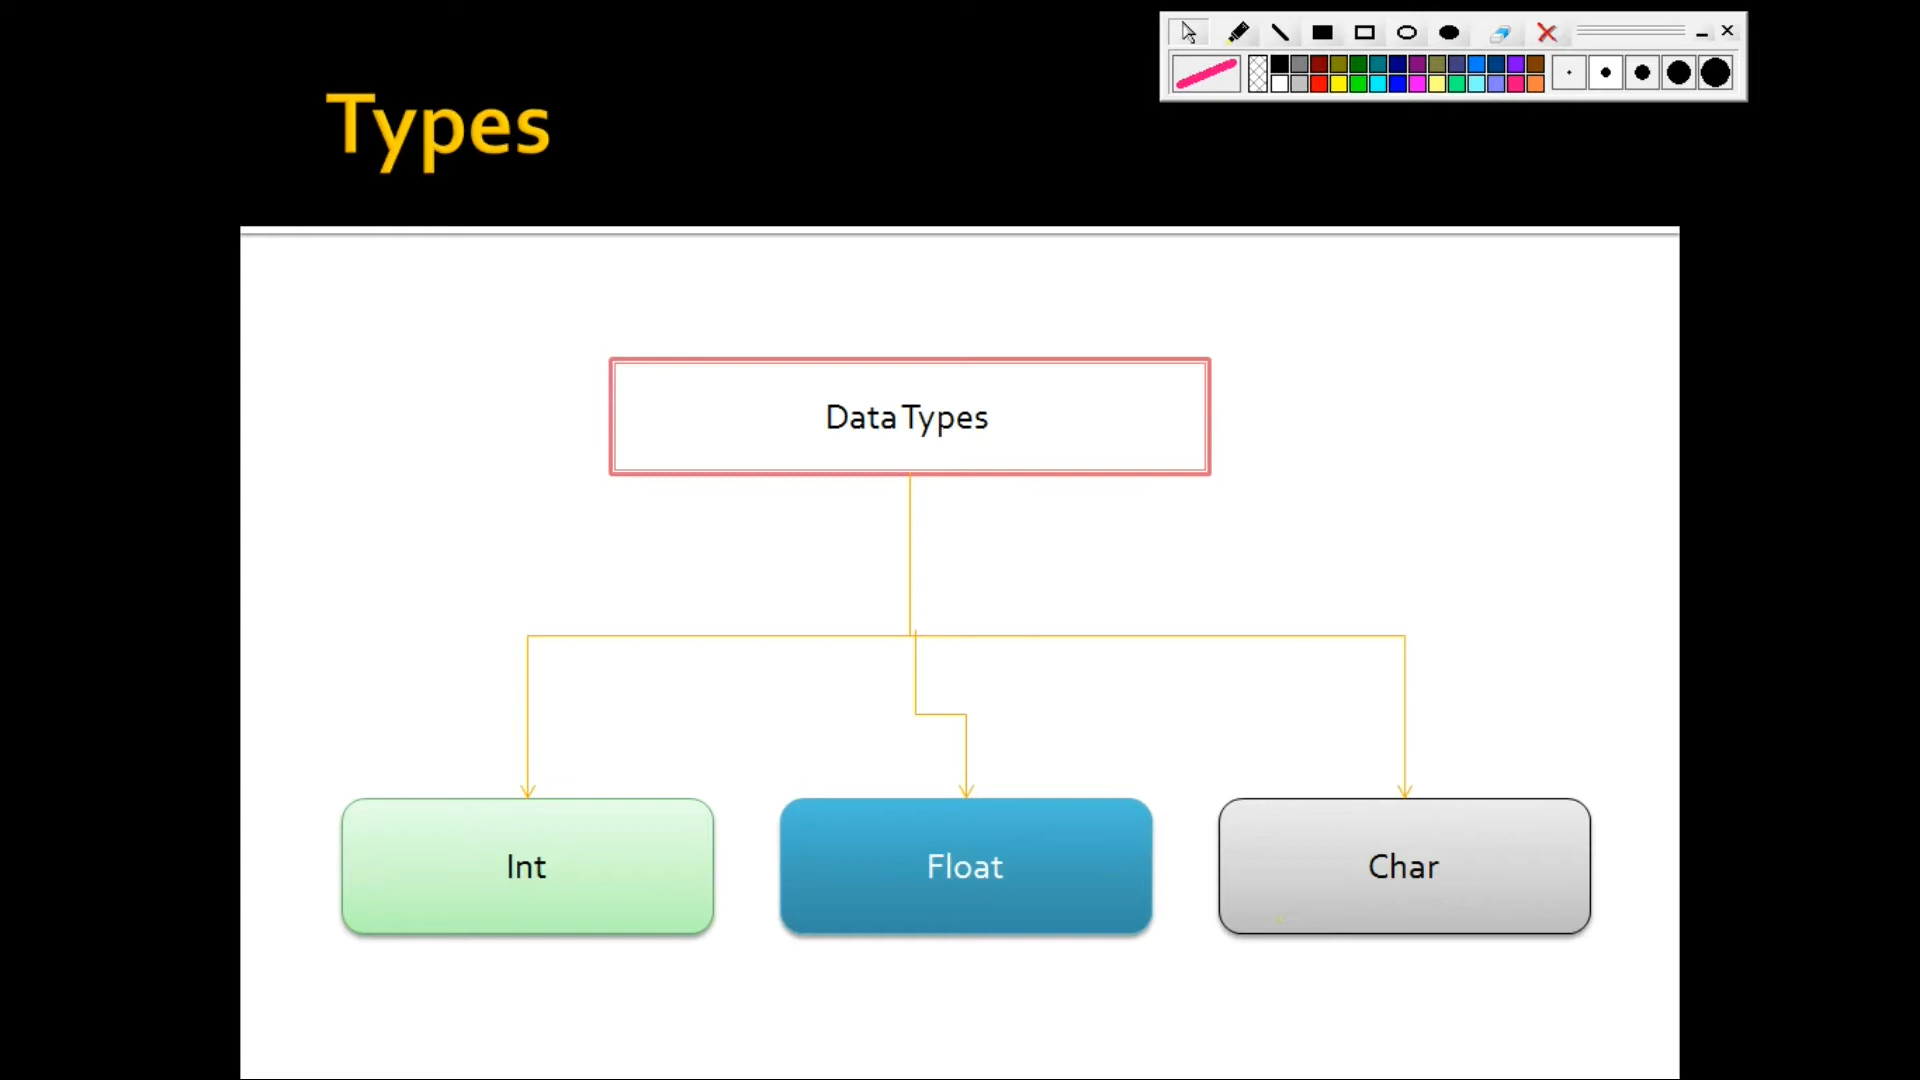 Types
Data Types
Int
Float
Char